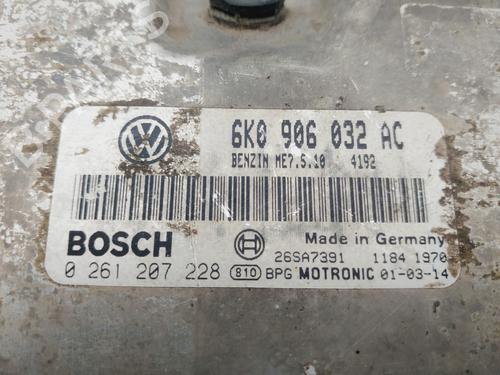 6K0 906 032 AC
BENZIN ME7.5.10 4192
BOSCH
Made in Germany
26SA7391 1184 1970
0 261 207 228 810 BPG MOTRONIC 01-03-14